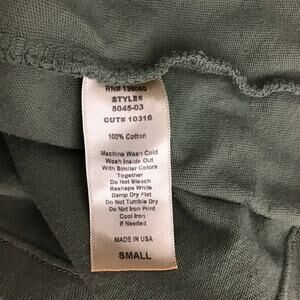 RN# 139080
STYLE#
5045-03
CUT# 10316
100% Cotton
Machine Wash Cold
Wash Inside Out
With Similar Colors
Together
Do Not Bleach
Reshape While
Damp Dry Flat
Do Not Tumble Dry
Do Not Iron Print
Cool Iron
If Needed
MADE IN USA
SMALL